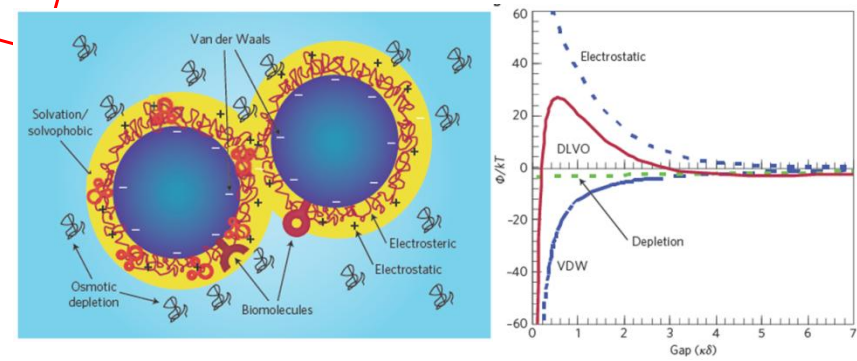 Van der Waals
Solvation/
solvophobic
Osmotic
depletion
Biomolecules
Electrosteric
Electrostatic
+ + + + + + + + + + + + + + +
− − − − − − − − − − − − − − −
60
40
20
0
-20
-40
-60
Φ/kT
Electrostatic
DLVO
Depletion
VDW
0 1 2 3 4 5 6 7
Gap (κδ)